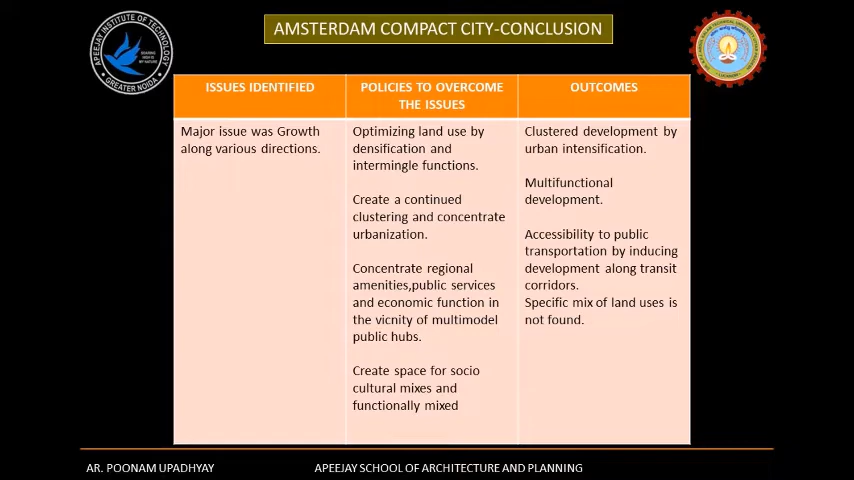 AMSTERDAM COMPACT CITY-CONCLUSION
APEEJAY INSTITUTE OF TECHNOLOGY
GREATER NOIDA
ISSUES IDENTIFIED
POLICIES TO OVERCOME
THE ISSUES
OUTCOMES
Major issue was Growth
along various directions.
Optimizing land use by
densification and
intermingle functions.
Create a continued
clustering and concentrate
urbanization.
Concentrate regional
amenities,public services
and economic function in
the vicnity of multimodel
public hubs.
Create space for socio
cultural mixes and
functionally mixed
Clustered development by
urban intensification.
Multifunctional
development.
Accessibility to public
transportation by inducing
development along transit
corridors.
Specific mix of land uses is
not found.
AR. POONAM UPADHYAY
APEEJAY SCHOOL OF ARCHITECTURE AND PLANNING